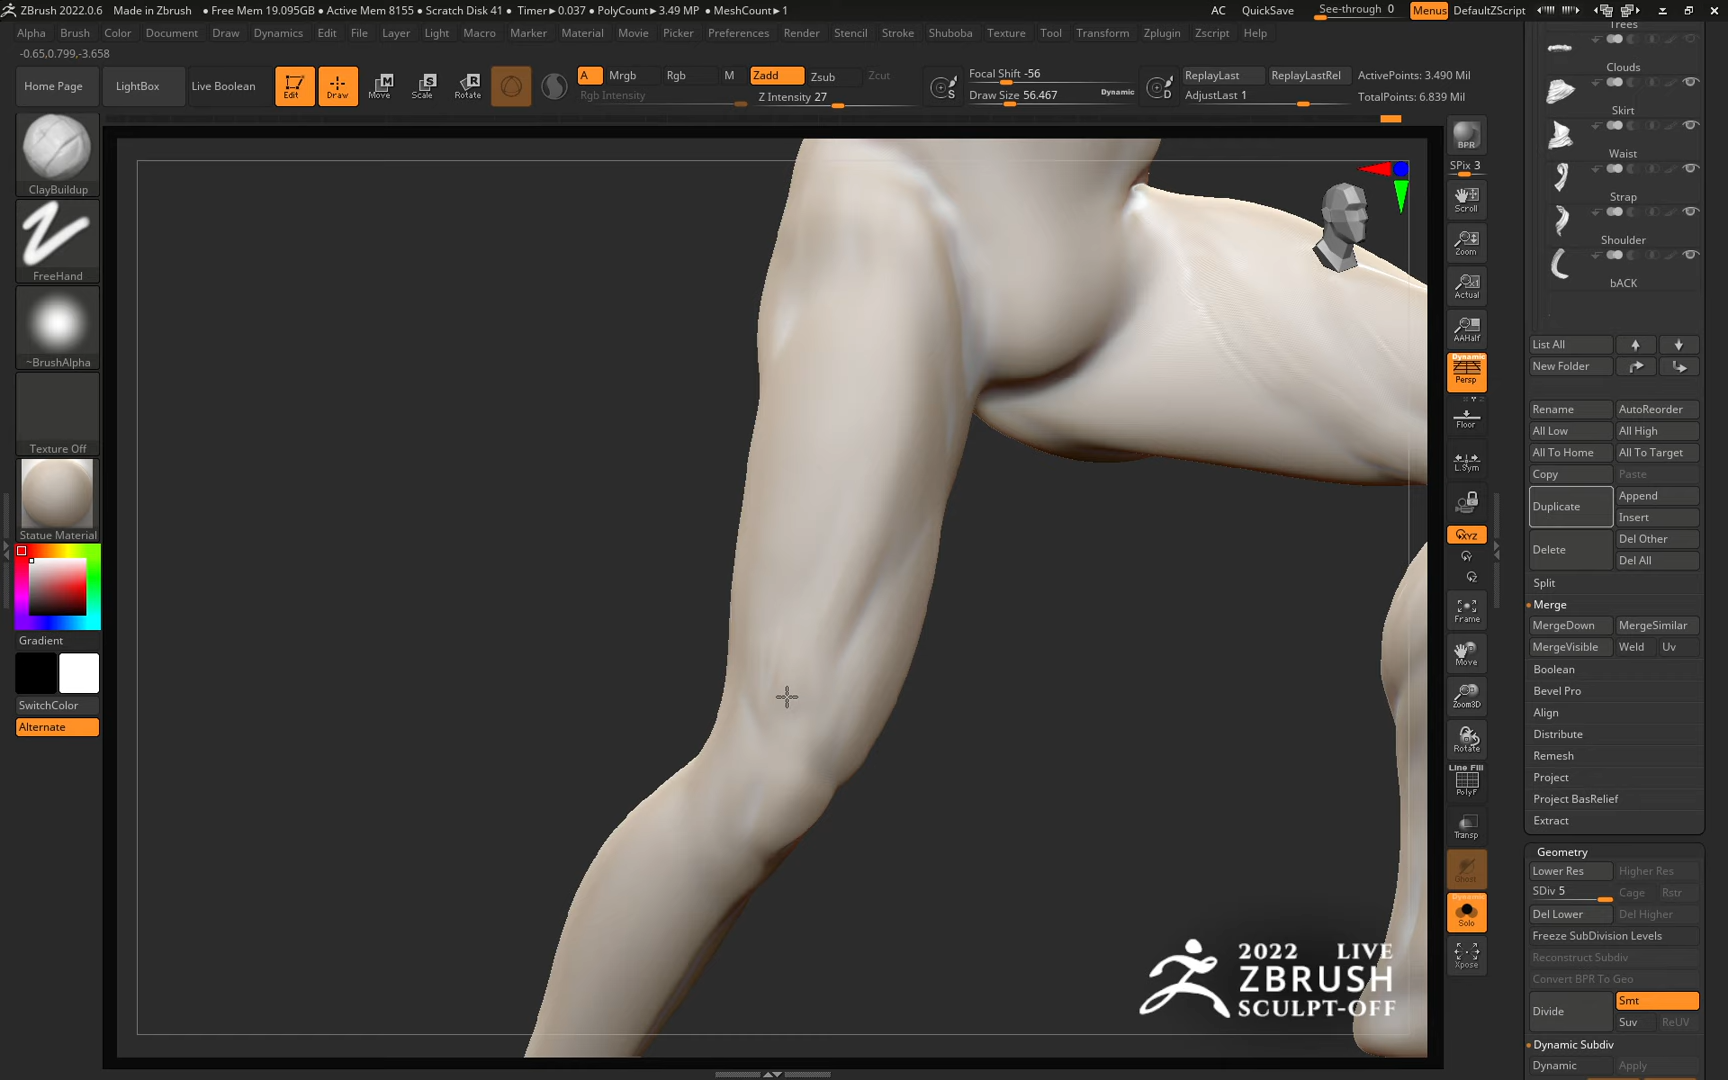 ZBrush 2022.0.6 Made in Zbrush • Free Mem 19.095GB • Active Mem 8155 • Scratch Disk 41 • Timer►0.037 • PolyCount►3.49 MP • MeshCount►1 AC QuickSave See-through 0 Menus DefaultZScript
Alpha Brush Color Document Draw Dynamics Edit File Layer Light Macro Marker Material Movie Picker Preferences Render Stencil Stroke Shuboba Texture Tool Transform Zplugin Zscript Help
-0.65,0.799,-3.658
Home Page LightBox Live Boolean Edit Draw Move Scale Rotate
A Mrgb Rgb M Zadd Zsub Zcut
Rgb Intensity Z Intensity 27
S Focal Shift -56
Draw Size 56.467 Dynamic
D ReplayLast ReplayLastRel ActivePoints: 3.490 Mil
AdjustLast 1 TotalPoints: 6.839 Mil
ClayBuildup
FreeHand
~BrushAlpha
Texture Off
Statue Material
Gradient
SwitchColor
Alternate
BPR
SPix 3
Scroll
Zoom
Actual
AAHalf
Dynamic
Persp
Floor
L.Sym
XYZ
Y
Z
Frame
Move
Zoom3D
Rotate
Line Fill
PolyF
Transp
Ghost
Dynamic
Solo
Xpose
Trees
Clouds
Skirt
Waist
Strap
Shoulder
bACK
List All
New Folder
Rename AutoReorder
All Low All High
All To Home All To Target
Copy Paste
Duplicate Append
Insert
Delete Del Other
Del All
Split
Merge
MergeDown MergeSimilar
MergeVisible Weld Uv
Boolean
Bevel Pro
Align
Distribute
Remesh
Project
Project BasRelief
Extract
Geometry
Lower Res Higher Res
SDiv 5 Cage Rstr
Del Lower Del Higher
Freeze SubDivision Levels
Reconstruct Subdiv
Convert BPR To Geo
Divide Smt
Suv ReUV
Dynamic Subdiv
Dynamic Apply
2022 LIVE
ZBRUSH
SCULPT-OFF